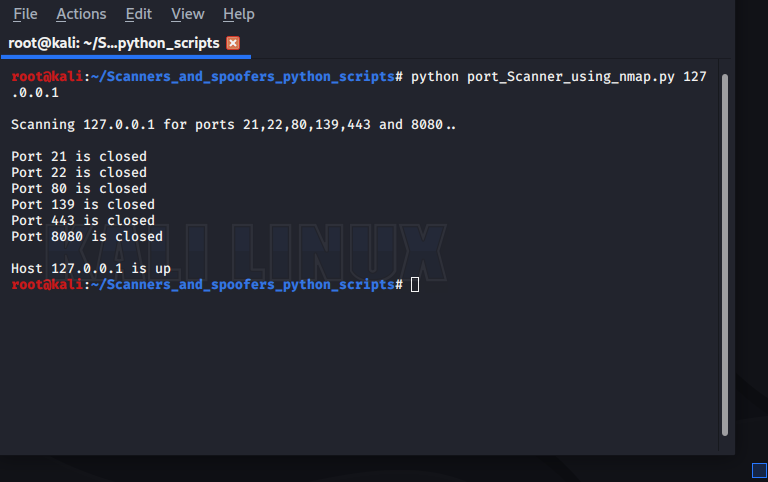 File Actions Edit View Help
root@kali: ~/S...python_scripts
root@kali:~/Scanners_and_spoofers_python_scripts# python port_Scanner_using_nmap.py 127
.0.0.1
Scanning 127.0.0.1 for ports 21,22,80,139,443 and 8080..
Port 21 is closed
Port 22 is closed
Port 80 is closed
Port 139 is closed
Port 443 is closed
Port 8080 is closed
KALI LINUX
Host 127.0.0.1 is up
root@kali:~/Scanners_and_spoofers_python_scripts#